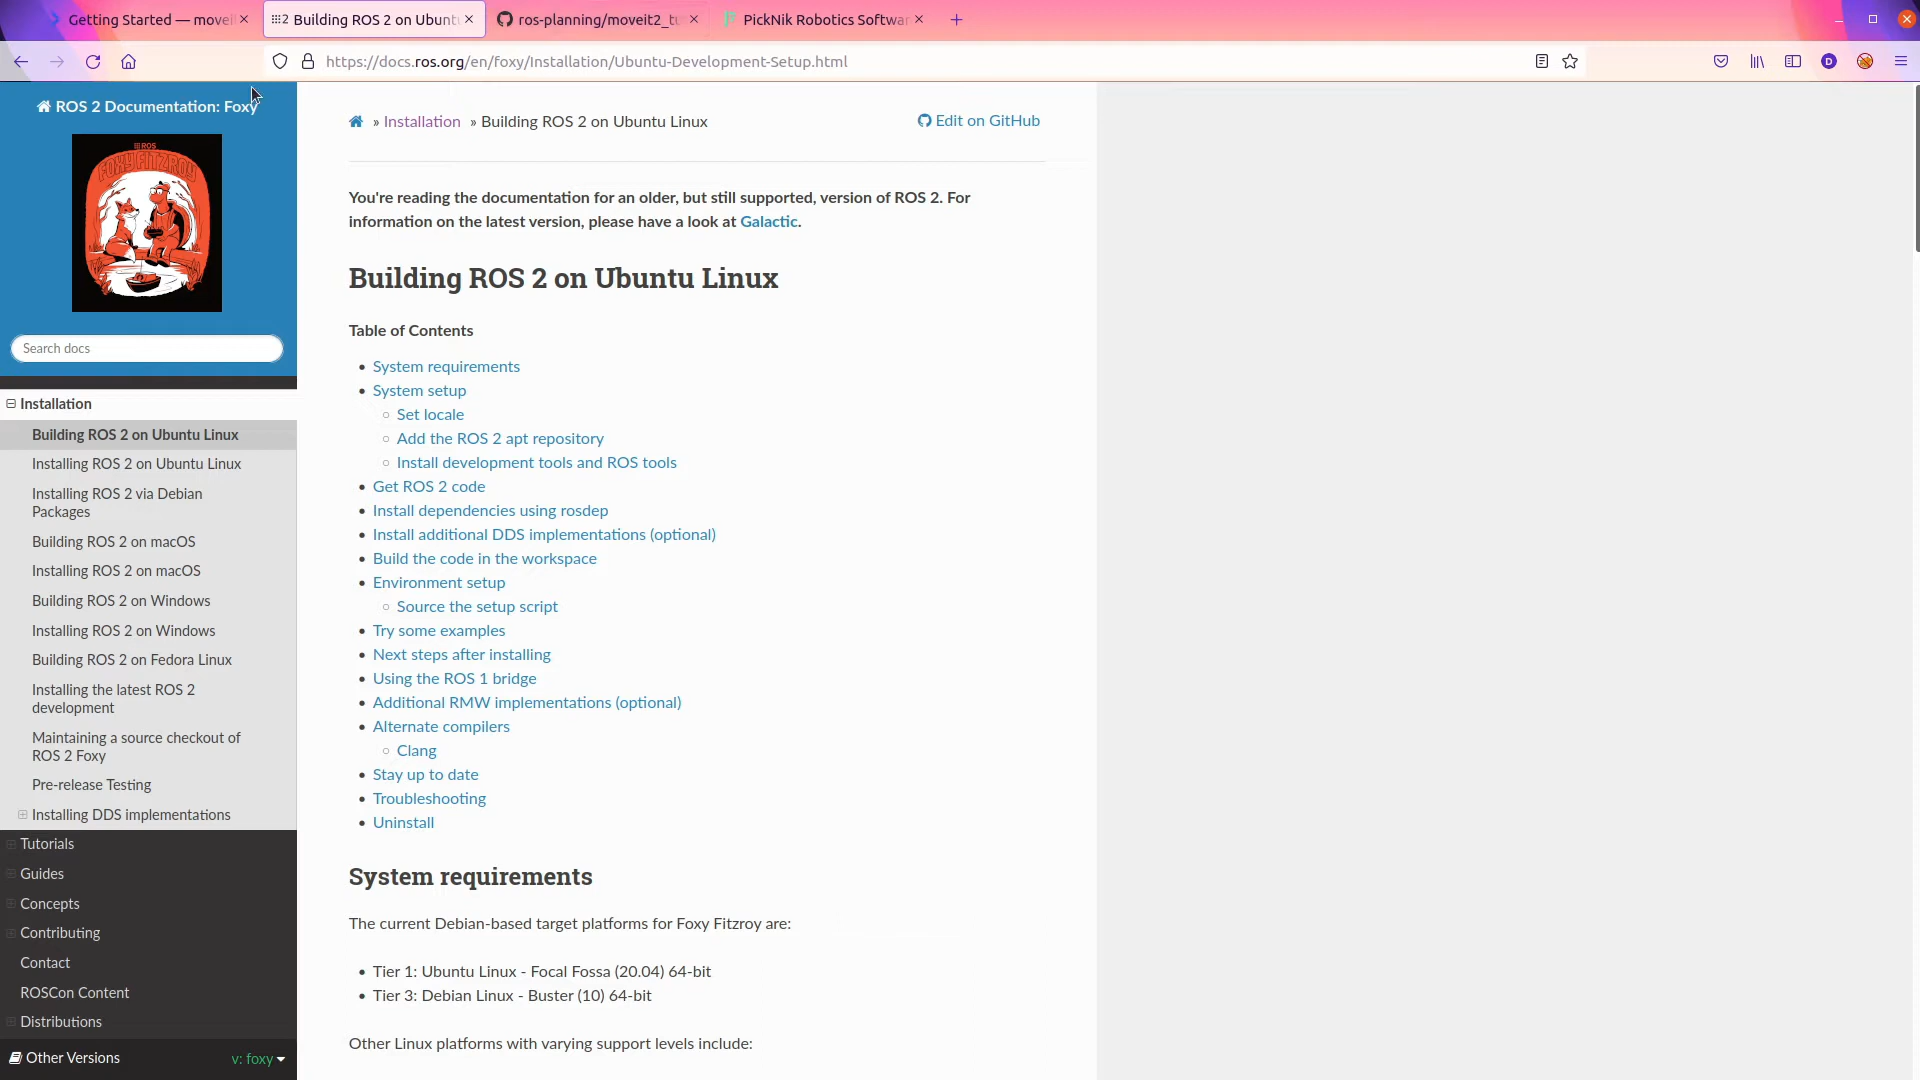 Getting Started — movei
Building ROS 2 on Ubunt
ros-planning/moveit2_tu
PickNik Robotics Softwar
https://docs.ros.org/en/foxy/Installation/Ubuntu-Development-Setup.html
D
ROS 2 Documentation: Foxy
ROS
FOXY FITZROY
Search docs
Installation
Building ROS 2 on Ubuntu Linux
Installing ROS 2 on Ubuntu Linux
Installing ROS 2 via Debian
Packages
Building ROS 2 on macOS
Installing ROS 2 on macOS
Building ROS 2 on Windows
Installing ROS 2 on Windows
Building ROS 2 on Fedora Linux
Installing the latest ROS 2
development
Maintaining a source checkout of
ROS 2 Foxy
Pre-release Testing
Installing DDS implementations
Tutorials
Guides
Concepts
Contributing
Contact
ROSCon Content
Distributions
Other Versions
v: foxy
» Installation » Building ROS 2 on Ubuntu Linux
Edit on GitHub
You're reading the documentation for an older, but still supported, version of ROS 2. For
information on the latest version, please have a look at Galactic.
Building ROS 2 on Ubuntu Linux
Table of Contents
• System requirements
• System setup
◦ Set locale
◦ Add the ROS 2 apt repository
◦ Install development tools and ROS tools
• Get ROS 2 code
• Install dependencies using rosdep
• Install additional DDS implementations (optional)
• Build the code in the workspace
• Environment setup
◦ Source the setup script
• Try some examples
• Next steps after installing
• Using the ROS 1 bridge
• Additional RMW implementations (optional)
• Alternate compilers
◦ Clang
• Stay up to date
• Troubleshooting
• Uninstall
System requirements
The current Debian-based target platforms for Foxy Fitzroy are:
• Tier 1: Ubuntu Linux - Focal Fossa (20.04) 64-bit
• Tier 3: Debian Linux - Buster (10) 64-bit
Other Linux platforms with varying support levels include: